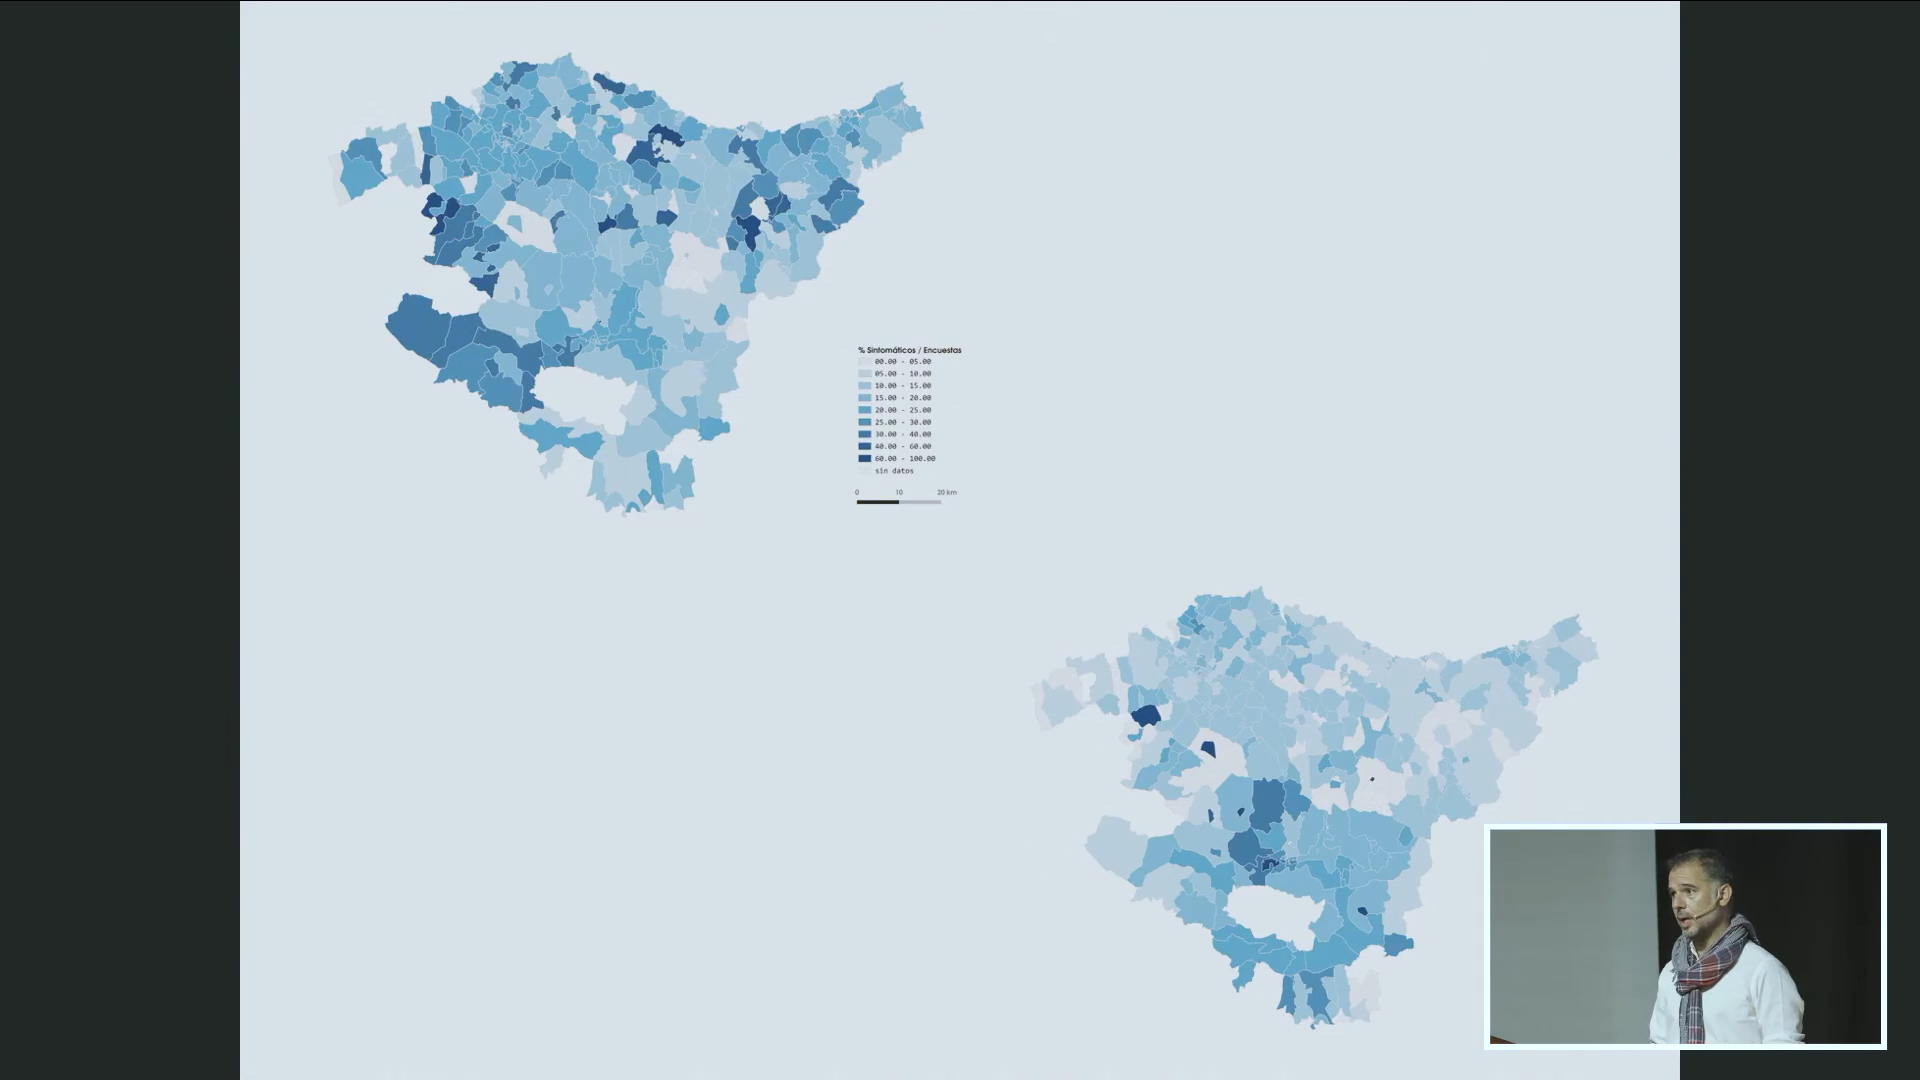 % Sintomáticos / Encuestas
00.00 - 05.00
05.00 - 10.00
10.00 - 15.00
15.00 - 20.00
20.00 - 25.00
25.00 - 30.00
30.00 - 40.00
40.00 - 60.00
60.00 - 100.00
sin datos
0 10 20 km